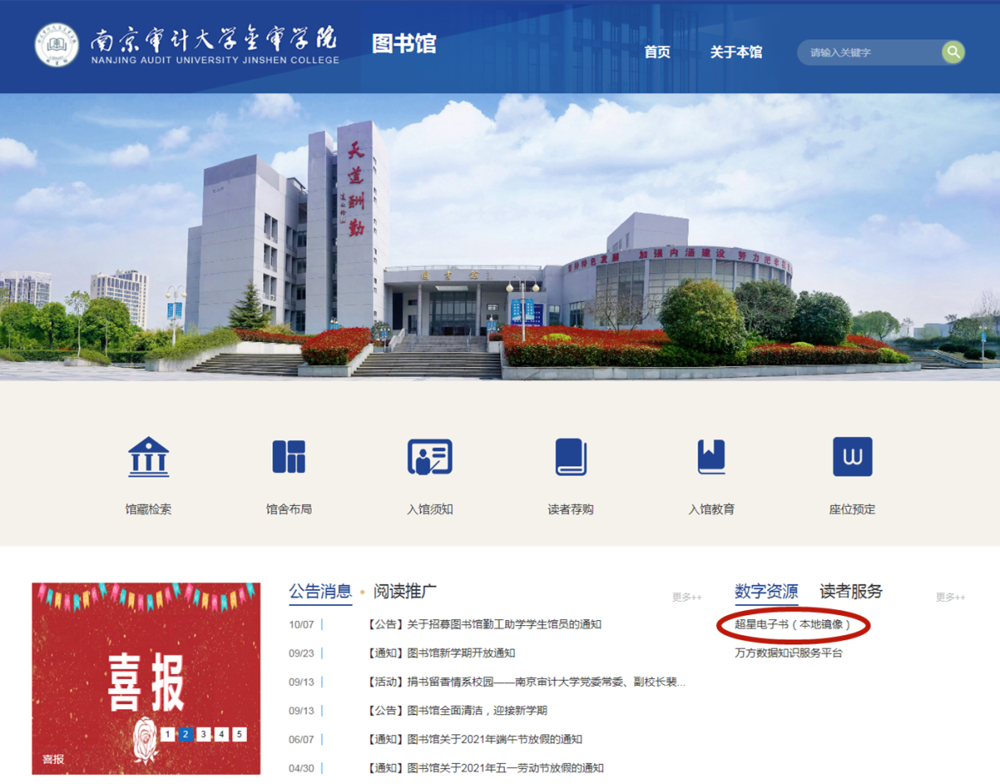 南京审计大学金审学院
NANJING AUDIT UNIVERSITY JINSHEN COLLEGE
图书馆
首页
关于本馆
请输入关键字
天道酬勤
图书馆
加强内涵建设
馆藏检索
馆舍布局
入馆须知
读者荐购
入馆教育
座位预定
喜报
1 2 3 4 5
喜报
公告消息 • 阅读推广
更多++
10/07 【公告】关于招募图书馆勤工助学学生馆员的通知
09/23 【通知】图书馆新学期开放通知
09/13 【活动】捐书留香情系校园——南京审计大学党委常委、副校长裴...
09/13 【公告】图书馆全面清洁，迎接新学期
06/07 【通知】图书馆关于2021年端午节放假的通知
04/30 【通知】图书馆关于2021年五一劳动节放假的通知
数字资源 读者服务
更多++
超星电子书（本地镜像）
万方数据知识服务平台